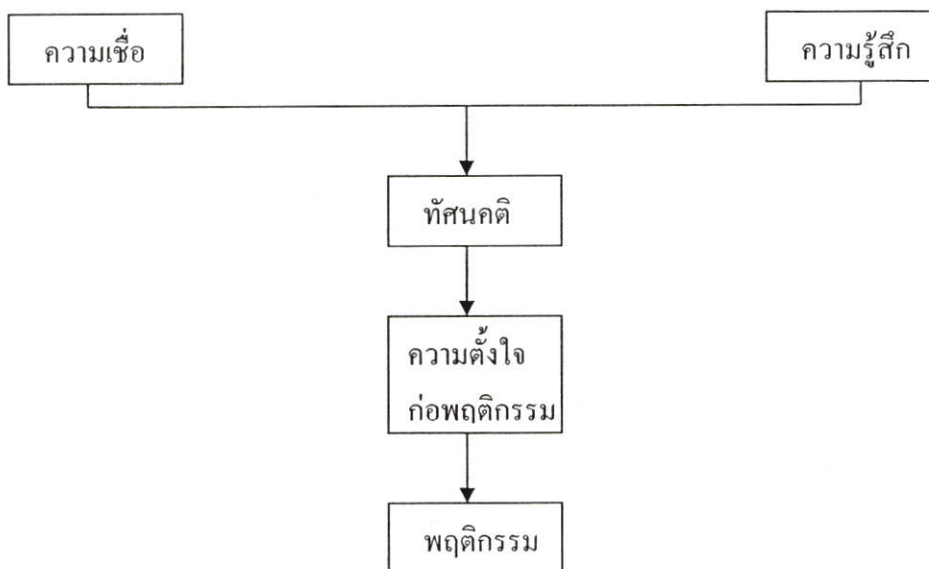 ความเชื่อ
ความรู้สึก
ทัศนคติ
ความตั้งใจ
ก่อพฤติกรรม
พฤติกรรม